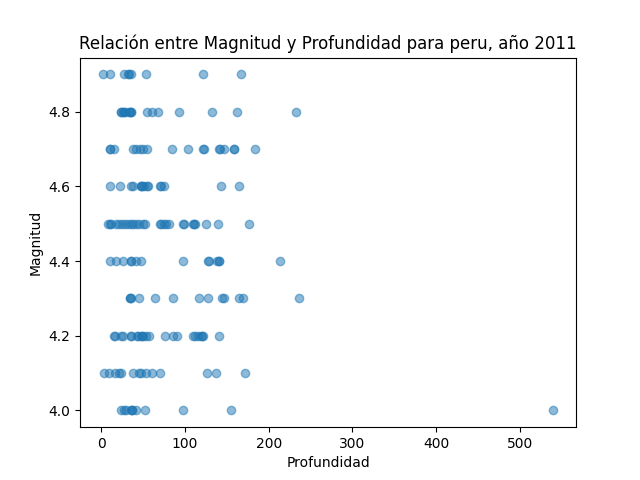 Relación entre Magnitud y Profundidad para peru, año 2011
4.8
4.6
4.4
4.2
4.0
Magnitud
0 100 200 300 400 500
Profundidad